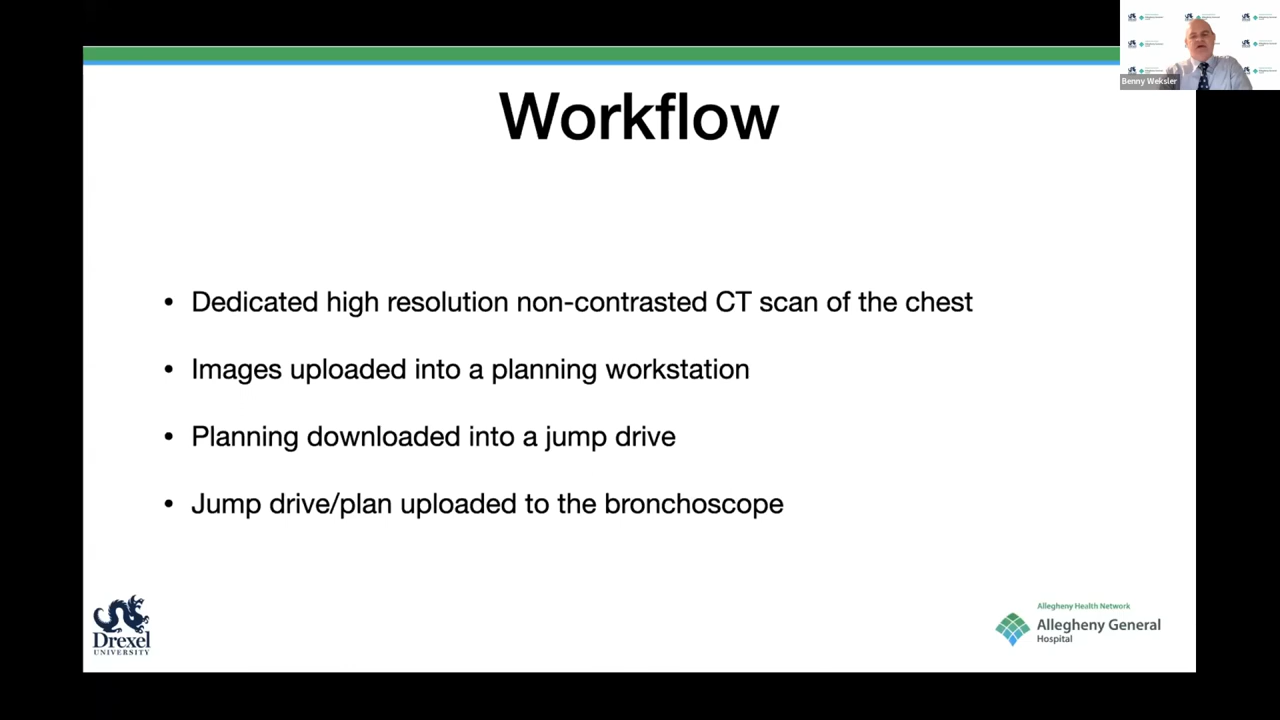 Benny Weksler
Workflow
• Dedicated high resolution non-contrasted CT scan of the chest
• Images uploaded into a planning workstation
• Planning downloaded into a jump drive
• Jump drive/plan uploaded to the bronchoscope
Drexel
UNIVERSITY
Allegheny Health Network
Allegheny General
Hospital